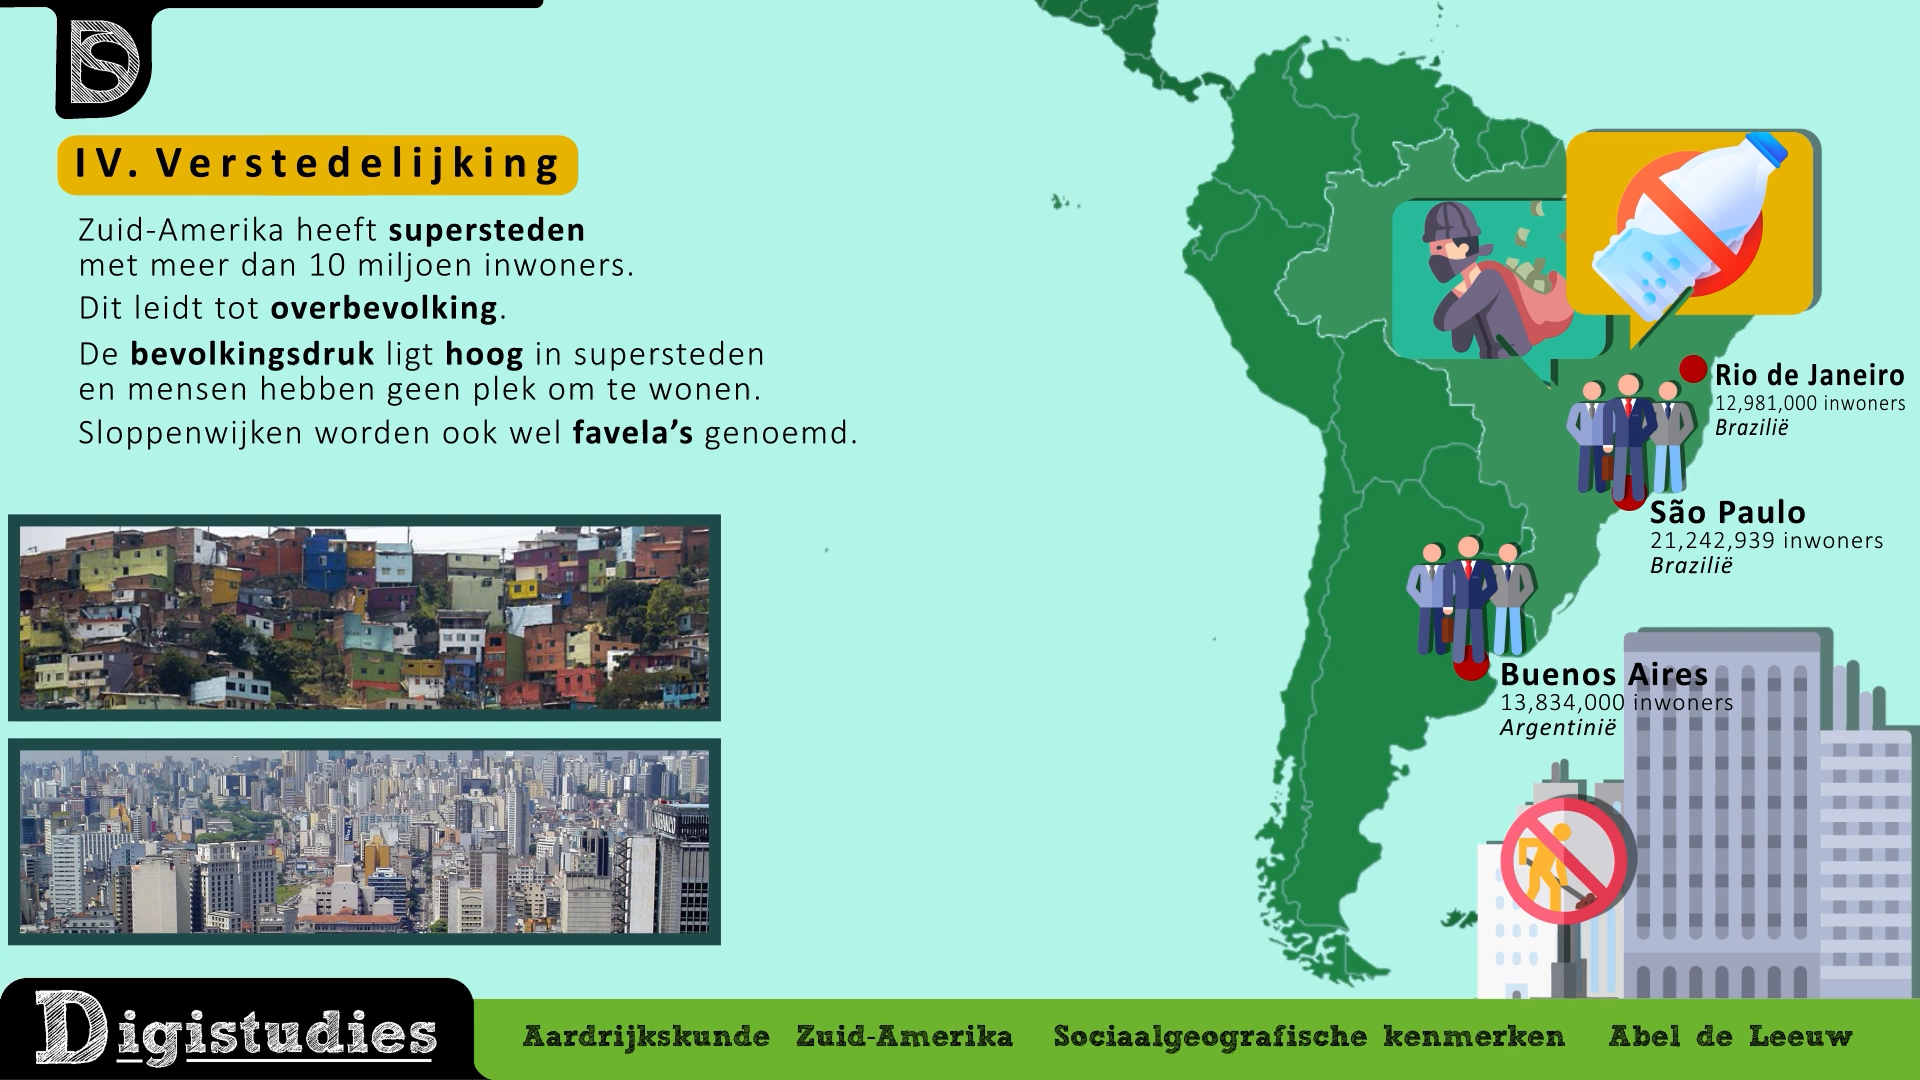 DS
IV. Verstedelijking
Zuid-Amerika heeft supersteden
met meer dan 10 miljoen inwoners.
Dit leidt tot overbevolking.
De bevolkingsdruk ligt hoog in supersteden
en mensen hebben geen plek om te wonen.
Sloppenwijken worden ook wel favela’s genoemd.
Rio de Janeiro
12,981,000 inwoners
Brazilië
São Paulo
21,242,939 inwoners
Brazilië
Buenos Aires
13,834,000 inwoners
Argentinië
Digistudies
Aardrijkskunde Zuid-Amerika Sociaalgeografische kenmerken Abel de Leeuw